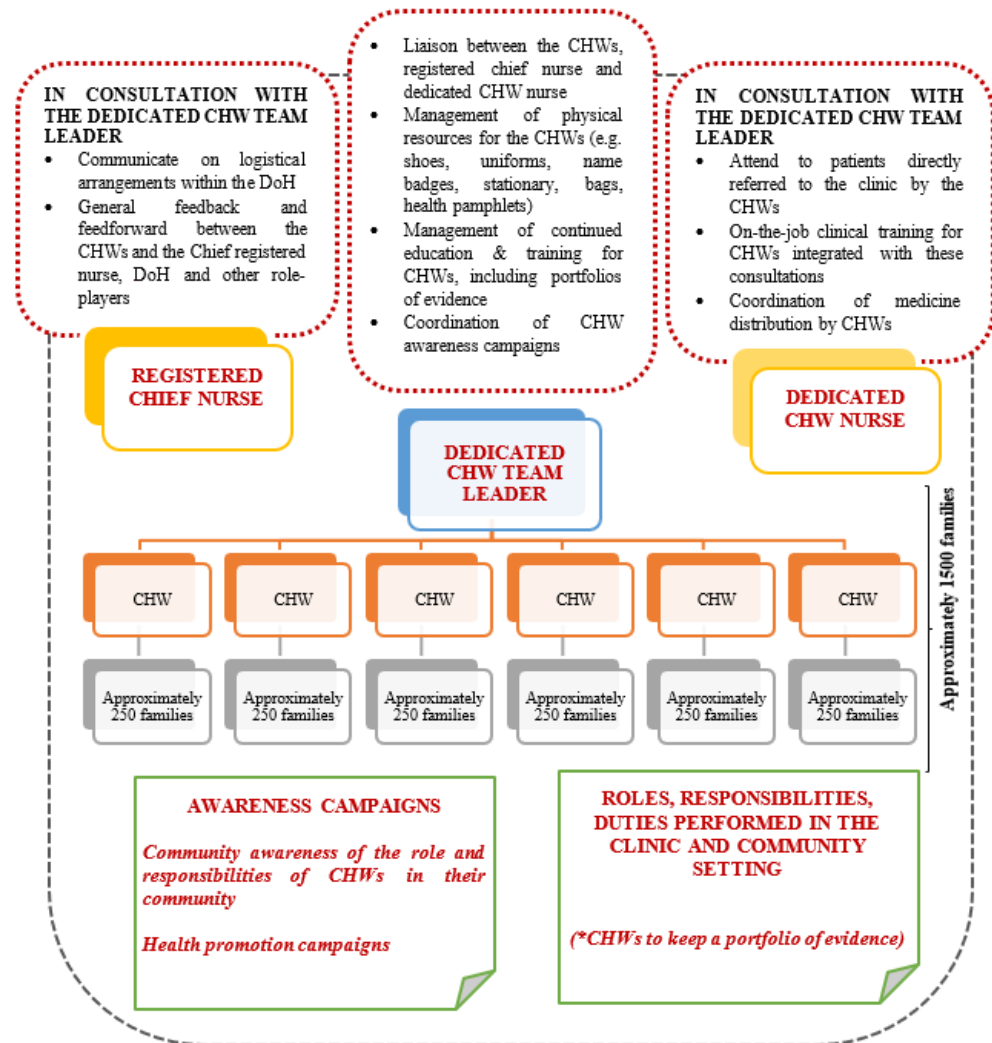 IN CONSULTATION WITH
THE DEDICATED CHW TEAM
LEADER
• Communicate on logistical
arrangements within the DoH
• General feedback and
feedforward between the
CHWs and the Chief registered
nurse, DoH and other role-
players
REGISTERED
CHIEF NURSE
• Liaison between the CHWs,
registered chief nurse and
dedicated CHW nurse
• Management of physical
resources for the CHWs (e.g.
shoes, uniforms, name
badges, stationary, bags,
health pamphlets)
• Management of continued
education & training for
CHWs, including portfolios
of evidence
• Coordination of CHW
awareness campaigns
IN CONSULTATION WITH
THE DEDICATED CHW TEAM
LEADER
• Attend to patients directly
referred to the clinic by the
CHWs
• On-the-job clinical training for
CHWs integrated with these
consultations
• Coordination of medicine
distribution by CHWs
DEDICATED
CHW NURSE
DEDICATED
CHW TEAM
LEADER
CHW
CHW
CHW
CHW
CHW
CHW
Approximately
250 families
Approximately
250 families
Approximately
250 families
Approximately
250 families
Approximately
250 families
Approximately
250 families
Approximately 1500 families
AWARENESS CAMPAIGNS
Community awareness of the role and
responsibilities of CHWs in their
community
Health promotion campaigns
ROLES, RESPONSIBILITIES,
DUTIES PERFORMED IN THE
CLINIC AND COMMUNITY
SETTING
(*CHWs to keep a portfolio of evidence)